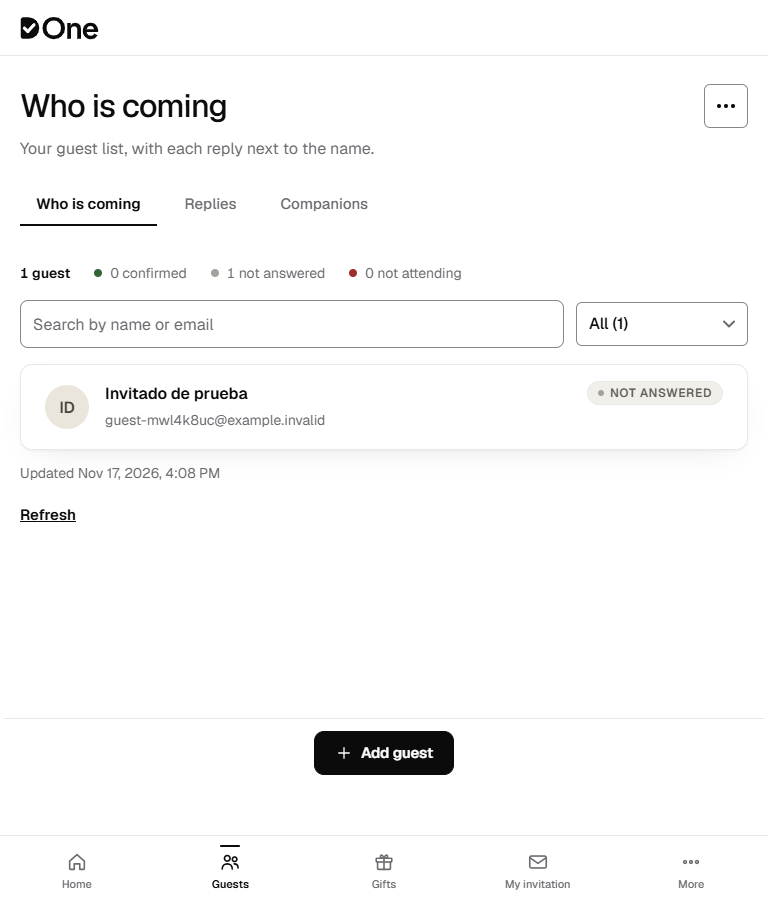 One
Who is coming
Your guest list, with each reply next to the name.
Who is coming Replies Companions
1 guest 0 confirmed 1 not answered 0 not attending
Search by name or email All (1)
ID Invitado de prueba NOT ANSWERED
guest-mwl4k8uc@example.invalid
Updated Nov 17, 2026, 4:08 PM
Refresh
Add guest
Home Guests Gifts My invitation More